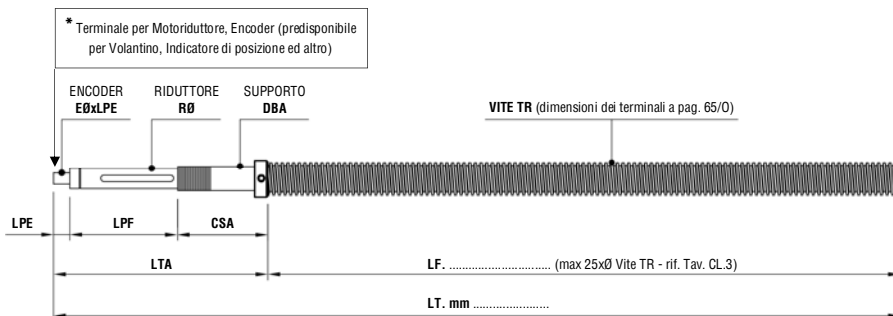 * Terminale per Motoriduttore, Encoder (predisponibile
per Volantino, Indicatore di posizione ed altro)
ENCODER
EØxLPE
RIDUTTORE
RØ
SUPPORTO
DBA
VITE TR (dimensioni dei terminali a pag. 65/O)
LPE
LPF
CSA
LTA
LF. .............................. (max 25xØ Vite TR - rif. Tav. CL.3)
LT. mm ......................